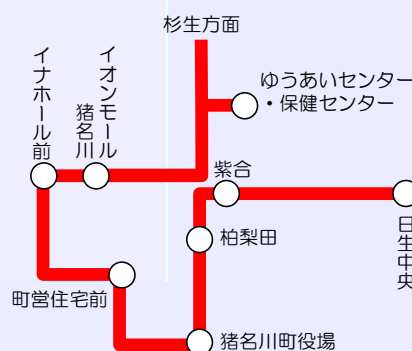 杉生方面
ゆうあいセンター
・保健センター
イオンモール
猪名川
イナホール前
紫合
日生中央
柏梨田
町営住宅前
猪名川町役場